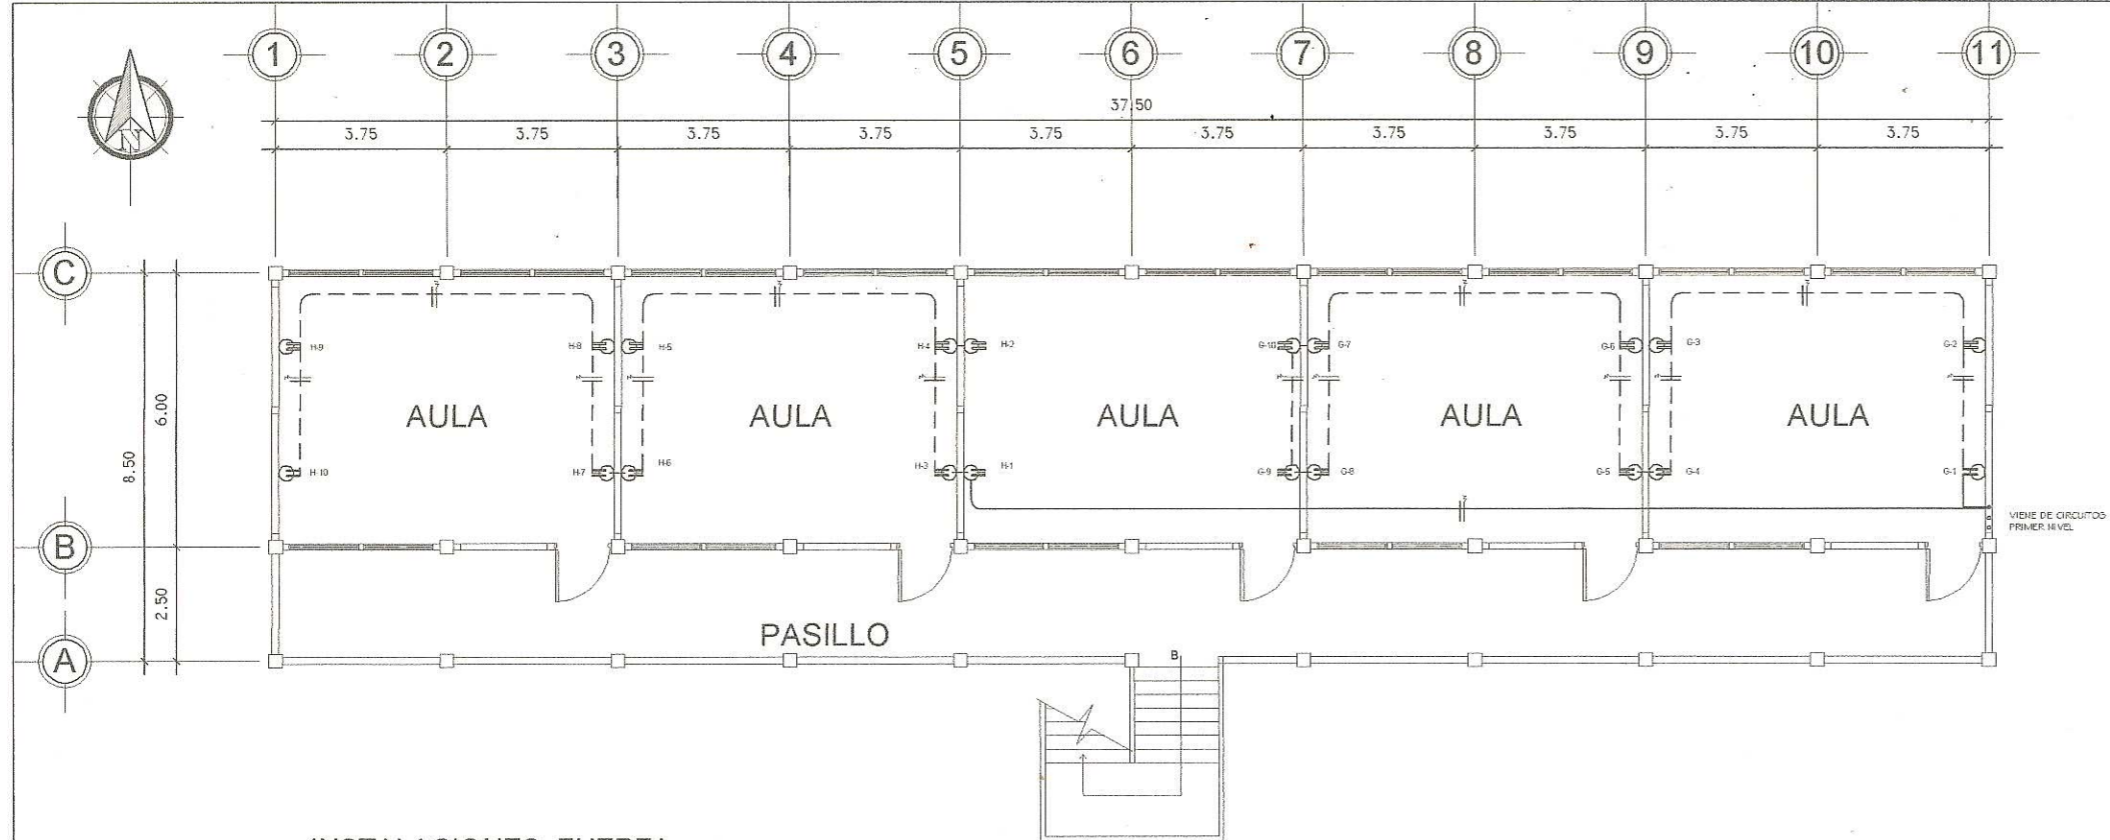 1 2 3 4 5 6 7 8 9 10 11
37.50
3.75 3.75 3.75 3.75 3.75 3.75 3.75 3.75 3.75 3.75
N
C
H-9 H-8 H-5 H-4 H-2 G-10 G-7 G-6 G-3 G-2
6.00
8.50
AULA AULA AULA AULA AULA
H-10 H-7 H-6 H-3 H-1 G-9 G-8 G-5 G-4 G-1
VIENE DE CIRCUITOS
PRIMER NIVEL
B
2.50
PASILLO
A
B